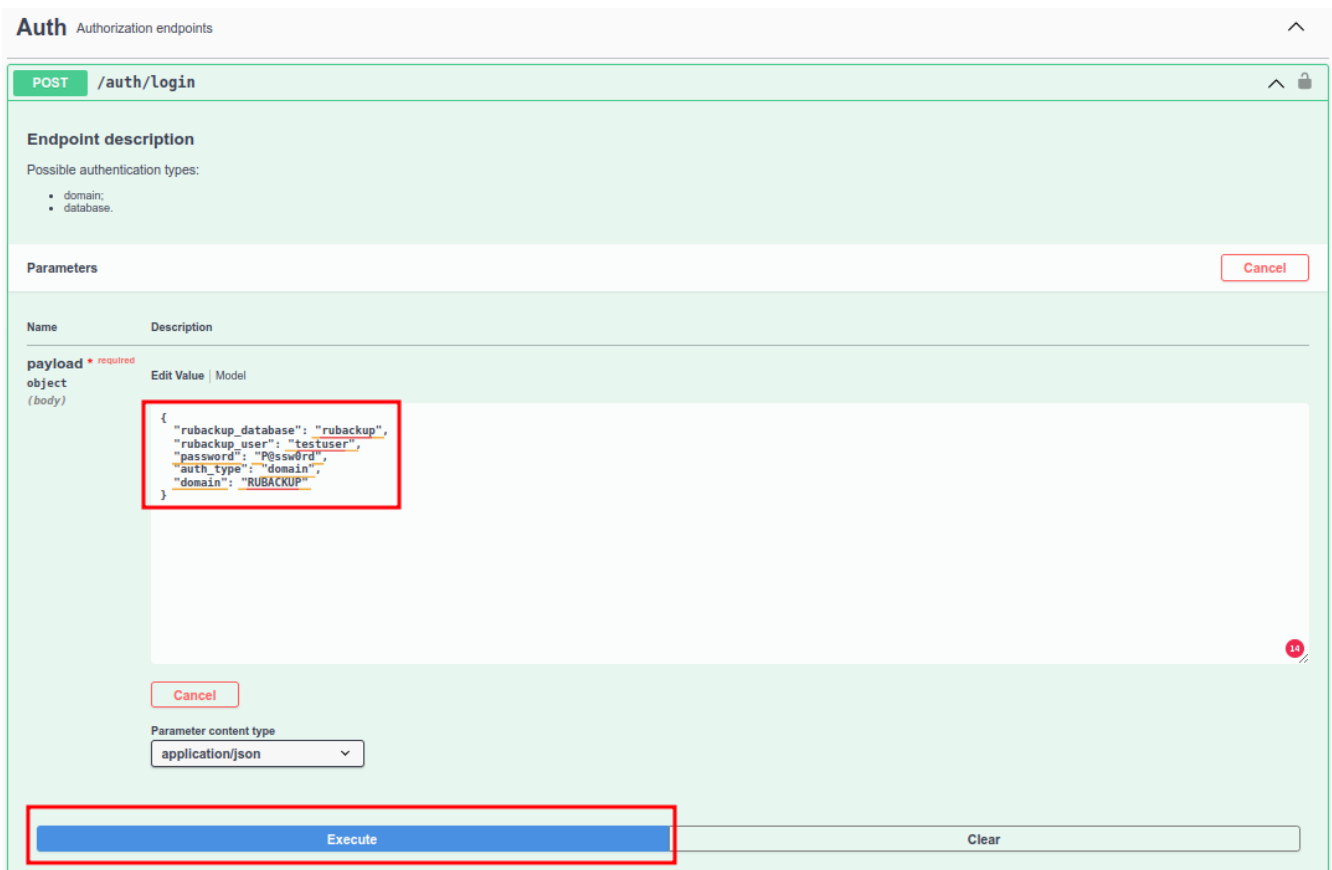 Auth Authorization endpoints
POST /auth/login
Endpoint description
Possible authentication types:
• domain;
• database.
Parameters
Cancel
Name Description
payload * required
object
(body)
Edit Value | Model
{
"rubackup_database": "rubackup",
"rubackup_user": "testuser",
"password": "P@ssw0rd",
"auth_type": "domain",
"domain": "RUBACKUP"
}
14
Cancel
Parameter content type
application/json
Execute
Clear